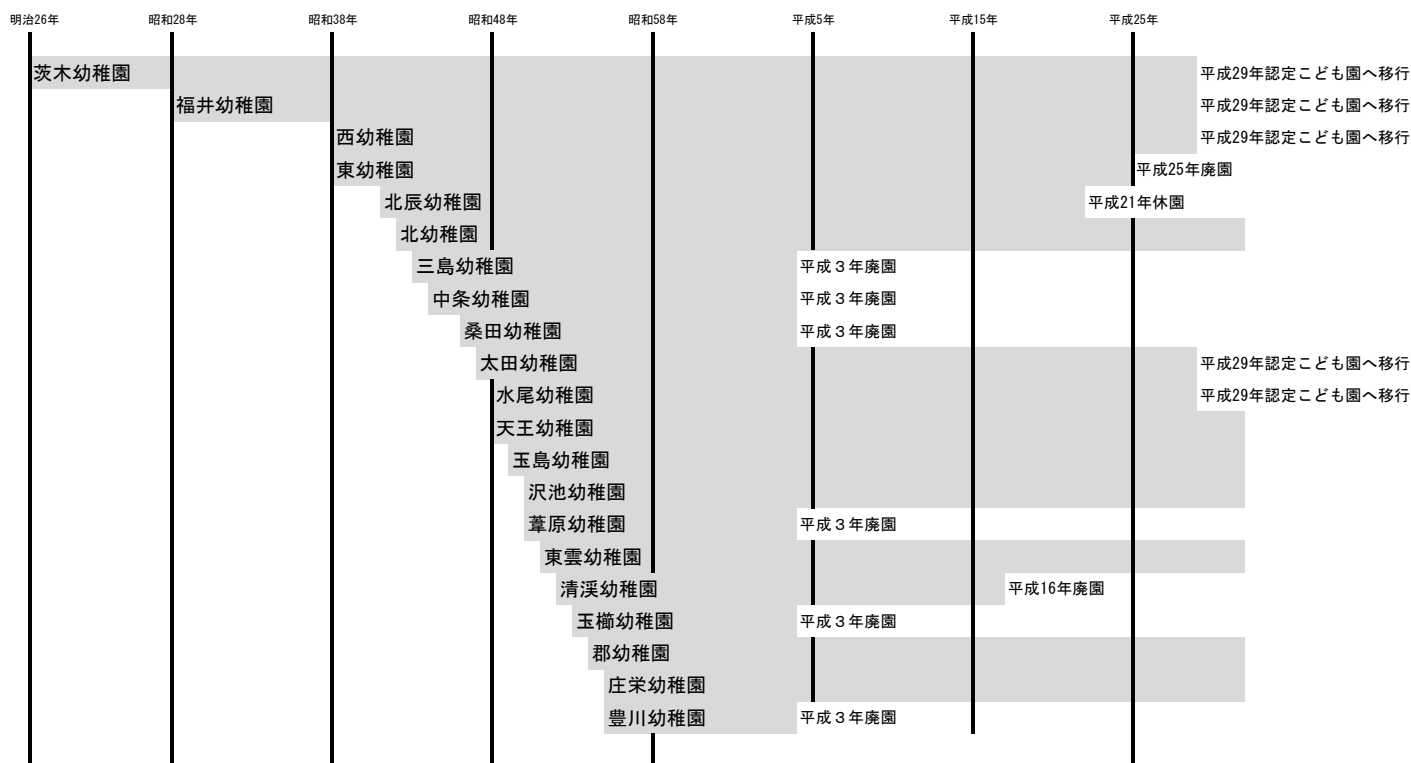 明治26年 昭和28年 昭和38年 昭和48年 昭和58年 平成5年 平成15年 平成25年
茨木幼稚園 平成29年認定こども園へ移行
福井幼稚園 平成29年認定こども園へ移行
西幼稚園 平成29年認定こども園へ移行
東幼稚園 平成25年廃園
北辰幼稚園 平成21年休園
北幼稚園
三島幼稚園 平成３年廃園
中条幼稚園 平成３年廃園
桑田幼稚園 平成３年廃園
太田幼稚園 平成29年認定こども園へ移行
水尾幼稚園 平成29年認定こども園へ移行
天王幼稚園
玉島幼稚園
沢池幼稚園
葦原幼稚園 平成３年廃園
東雲幼稚園
清渓幼稚園 平成16年廃園
玉櫛幼稚園 平成３年廃園
郡幼稚園
庄栄幼稚園
豊川幼稚園 平成３年廃園